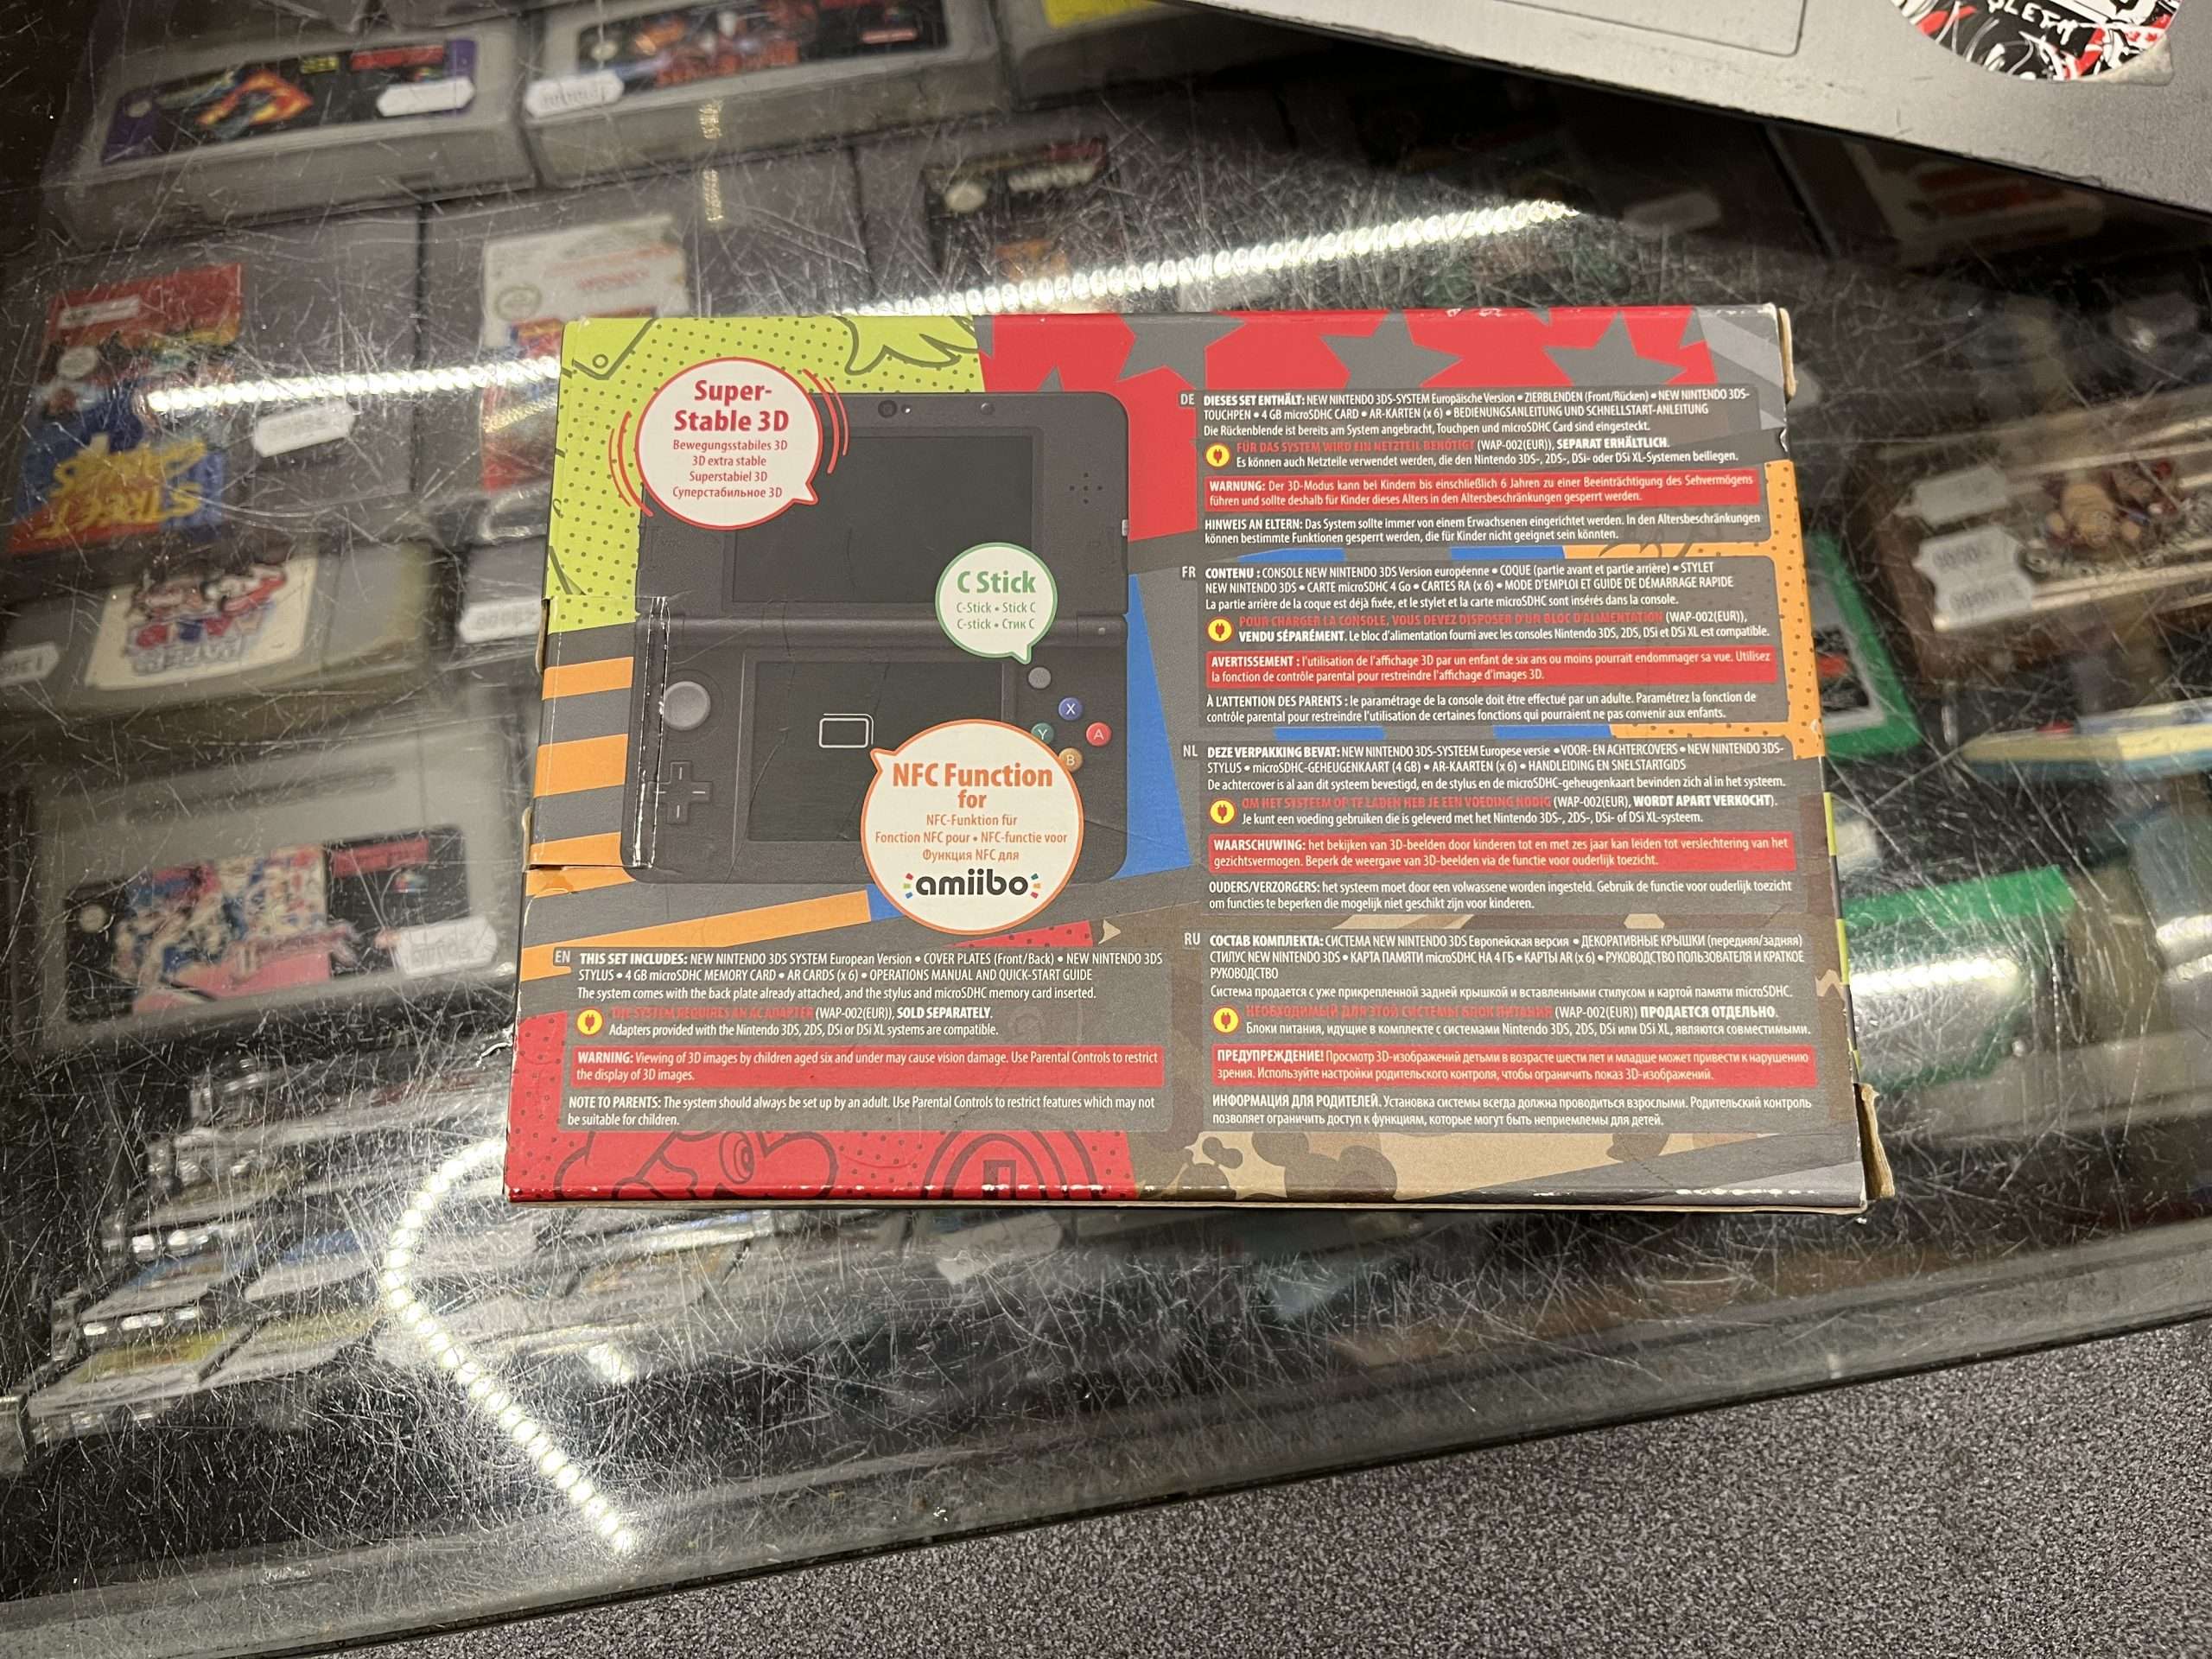 Super-
Stable 3D
Bewegungsstabiles 3D
3D extra stable
Superstabiel 3D
Суперстабильное 3D
C Stick
C-Stick • Stick C
C-stick • Стик C
X
Y
A
B
NFC Function
for
NFC-Funktion für
Fonction NFC pour • NFC-functie voor
Функция NFC для
amiibo
EN THIS SET INCLUDES: NEW NINTENDO 3DS SYSTEM European Version • COVER PLATES (Front/Back) • NEW NINTENDO 3DS
STYLUS • 4 GB microSDHC MEMORY CARD • AR CARDS (x 6) • OPERATIONS MANUAL AND QUICK-START GUIDE
The system comes with the back plate already attached, and the stylus and microSDHC memory card inserted.
THE SYSTEM REQUIRES AN AC ADAPTER (WAP-002(EUR)), SOLD SEPARATELY.
Adapters provided with the Nintendo 3DS, 2DS, DSi or DSi XL systems are compatible.
WARNING: Viewing of 3D images by children aged six and under may cause vision damage. Use Parental Controls to restrict
the display of 3D images.
NOTE TO PARENTS: The system should always be set up by an adult. Use Parental Controls to restrict features which may not
be suitable for children.
DE DIESES SET ENTHÄLT: NEW NINTENDO 3DS-SYSTEM Europäische Version • ZIERBLENDEN (Front/Rücken) • NEW NINTENDO 3DS-
TOUCHPEN • 4 GB microSDHC CARD • AR-KARTEN (x 6) • BEDIENUNGSANLEITUNG UND SCHNELLSTART-ANLEITUNG
Die Rückenblende ist bereits am System angebracht, Touchpen und microSDHC Card sind eingesteckt.
FÜR DAS SYSTEM WIRD EIN NETZTEIL BENÖTIGT (WAP-002(EUR)), SEPARAT ERHÄLTLICH.
Es können auch Netzteile verwendet werden, die den Nintendo 3DS-, 2DS-, DSi- oder DSi XL-Systemen beiliegen.
WARNUNG: Der 3D-Modus kann bei Kindern bis einschließlich 6 Jahren zu einer Beeinträchtigung des Sehvermögens
führen und sollte deshalb für Kinder dieses Alters in den Altersbeschränkungen gesperrt werden.
HINWEIS AN ELTERN: Das System sollte immer von einem Erwachsenen eingerichtet werden. In den Altersbeschränkungen
können bestimmte Funktionen gesperrt werden, die für Kinder nicht geeignet sein könnten.
FR CONTENU : CONSOLE NEW NINTENDO 3DS Version européenne • COQUE (partie avant et partie arrière) • STYLET
NEW NINTENDO 3DS • CARTE microSDHC 4 Go • CARTES RA (x 6) • MODE D'EMPLOI ET GUIDE DE DÉMARRAGE RAPIDE
La partie arrière de la coque est déjà fixée, et le stylet et la carte microSDHC sont insérés dans la console.
POUR CHARGER LA CONSOLE, VOUS DEVEZ DISPOSER D'UN BLOC D'ALIMENTATION (WAP-002(EUR)),
VENDU SÉPARÉMENT. Le bloc d'alimentation fourni avec les consoles Nintendo 3DS, 2DS, DSi et DSi XL est compatible.
AVERTISSEMENT : l'utilisation de l'affichage 3D par un enfant de six ans ou moins pourrait endommager sa vue. Utilisez
la fonction de contrôle parental pour restreindre l'affichage d'images 3D.
À L'ATTENTION DES PARENTS : le paramétrage de la console doit être effectué par un adulte. Paramétrez la fonction de
contrôle parental pour restreindre l'utilisation de certaines fonctions qui pourraient ne pas convenir aux enfants.
NL DEZE VERPAKKING BEVAT: NEW NINTENDO 3DS-SYSTEEM Europese versie • VOOR- EN ACHTERCOVERS • NEW NINTENDO 3DS-
STYLUS • microSDHC-GEHEUGENKAART (4 GB) • AR-KAARTEN (x 6) • HANDLEIDING EN SNELSTARTGIDS
De achtercover is al aan dit systeem bevestigd, en de stylus en de microSDHC-geheugenkaart bevinden zich al in het systeem.
OM HET SYSTEEM OP TE LADEN HEB JE EEN VOEDING NODIG (WAP-002(EUR), WORDT APART VERKOCHT).
Je kunt een voeding gebruiken die is geleverd met het Nintendo 3DS-, 2DS-, DSi- of DSi XL-systeem.
WAARSCHUWING: het bekijken van 3D-beelden door kinderen tot en met zes jaar kan leiden tot verslechtering van het
gezichtsvermogen. Beperk de weergave van 3D-beelden via de functie voor ouderlijk toezicht.
OUDERS/VERZORGERS: het systeem moet door een volwassene worden ingesteld. Gebruik de functie voor ouderlijk toezicht
om functies te beperken die mogelijk niet geschikt zijn voor kinderen.
RU СОСТАВ КОМПЛЕКТА: СИСТЕМА NEW NINTENDO 3DS Европейская версия • ДЕКОРАТИВНЫЕ КРЫШКИ (передняя/задняя)
СТИЛУС NEW NINTENDO 3DS • КАРТА ПАМЯТИ microSDHC НА 4 ГБ • КАРТЫ AR (x 6) • РУКОВОДСТВО ПОЛЬЗОВАТЕЛЯ И КРАТКОЕ
РУКОВОДСТВО
Система продается с уже прикрепленной задней крышкой и вставленными стилусом и картой памяти microSDHC.
НЕОБХОДИМЫЙ ДЛЯ ЭТОЙ СИСТЕМЫ БЛОК ПИТАНИЯ (WAP-002(EUR)) ПРОДАЕТСЯ ОТДЕЛЬНО.
Блоки питания, идущие в комплекте с системами Nintendo 3DS, 2DS, DSi или DSi XL, являются совместимыми.
ПРЕДУПРЕЖДЕНИЕ! Просмотр 3D-изображений детьми в возрасте шести лет и младше может привести к нарушению
зрения. Используйте настройки родительского контроля, чтобы ограничить показ 3D-изображений.
ИНФОРМАЦИЯ ДЛЯ РОДИТЕЛЕЙ. Установка системы всегда должна проводиться взрослыми. Родительский контроль
позволяет ограничить доступ к функциям, которые могут быть неприемлемы для детей.